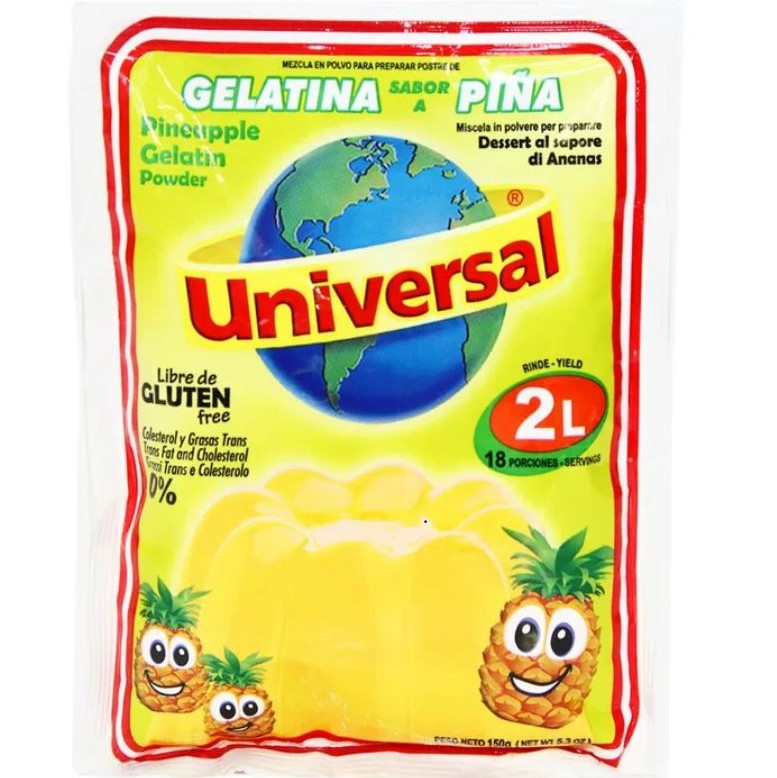 MEZCLA EN POLVO PARA PREPARAR POSTRE DE
GELATINA SABOR A PIÑA
Pineapple
Gelatin
Powder
Miscela in polvere per preparare
Dessert al sapore
di Ananas
®
Universal
Libre de
GLUTEN
free
Colesterol y Grasas Trans
Trans Fat and Cholesterol
Trans e Colesterolo
0%
RINDE - YIELD
2L
18 PORCIONES - SERVINGS
PESO NETO 150g (NET WT 5.3 OZ)